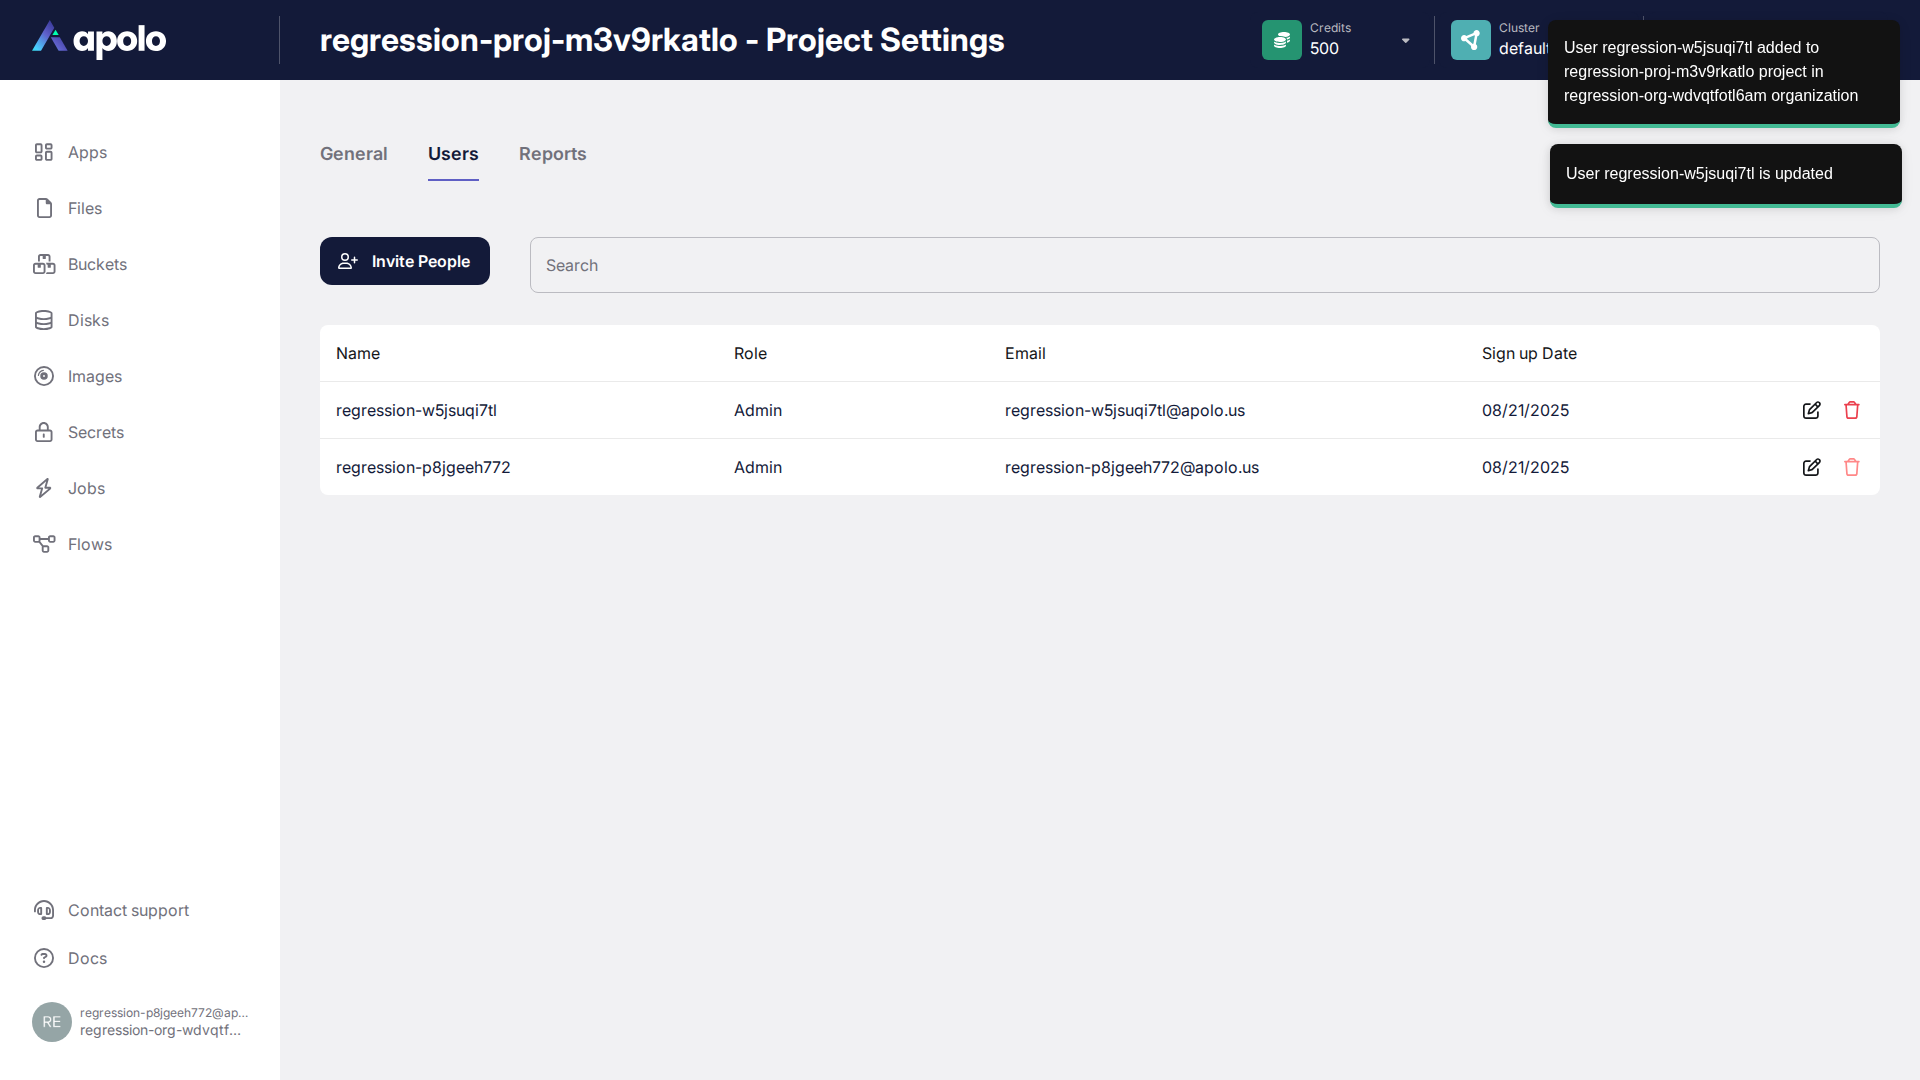 apolo
regression-proj-m3v9rkatlo - Project Settings
Credits
500
Cluster
default
User regression-w5jsuqi7tl added to
regression-proj-m3v9rkatlo project in
regression-org-wdvqtfotl6am organization
User regression-w5jsuqi7tl is updated
Apps
Files
Buckets
Disks
Images
Secrets
Jobs
Flows
Contact support
Docs
RE
regression-p8jgeeh772@ap...
regression-org-wdvqtf...
General Users Reports
Invite People
Search
Name Role Email Sign up Date
regression-w5jsuqi7tl Admin regression-w5jsuqi7tl@apolo.us 08/21/2025
regression-p8jgeeh772 Admin regression-p8jgeeh772@apolo.us 08/21/2025